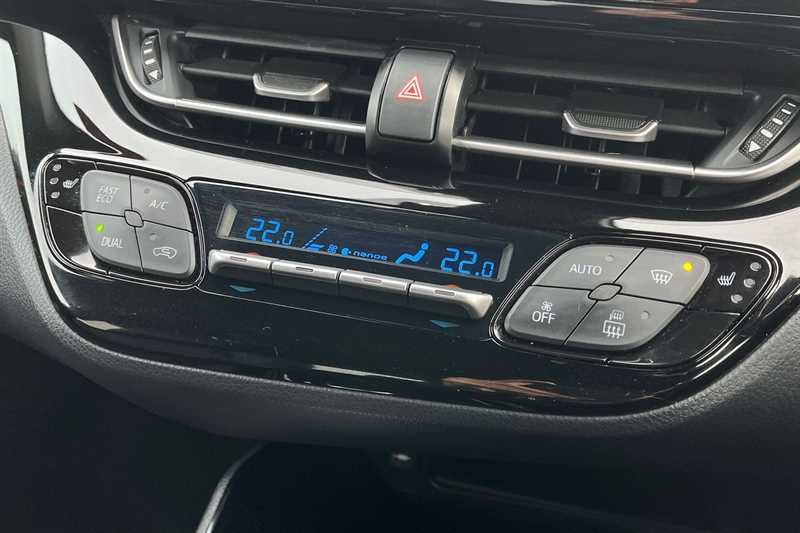 FAST
ECO
A/C
DUAL
22.0
nanoe
22.0
AUTO
OFF